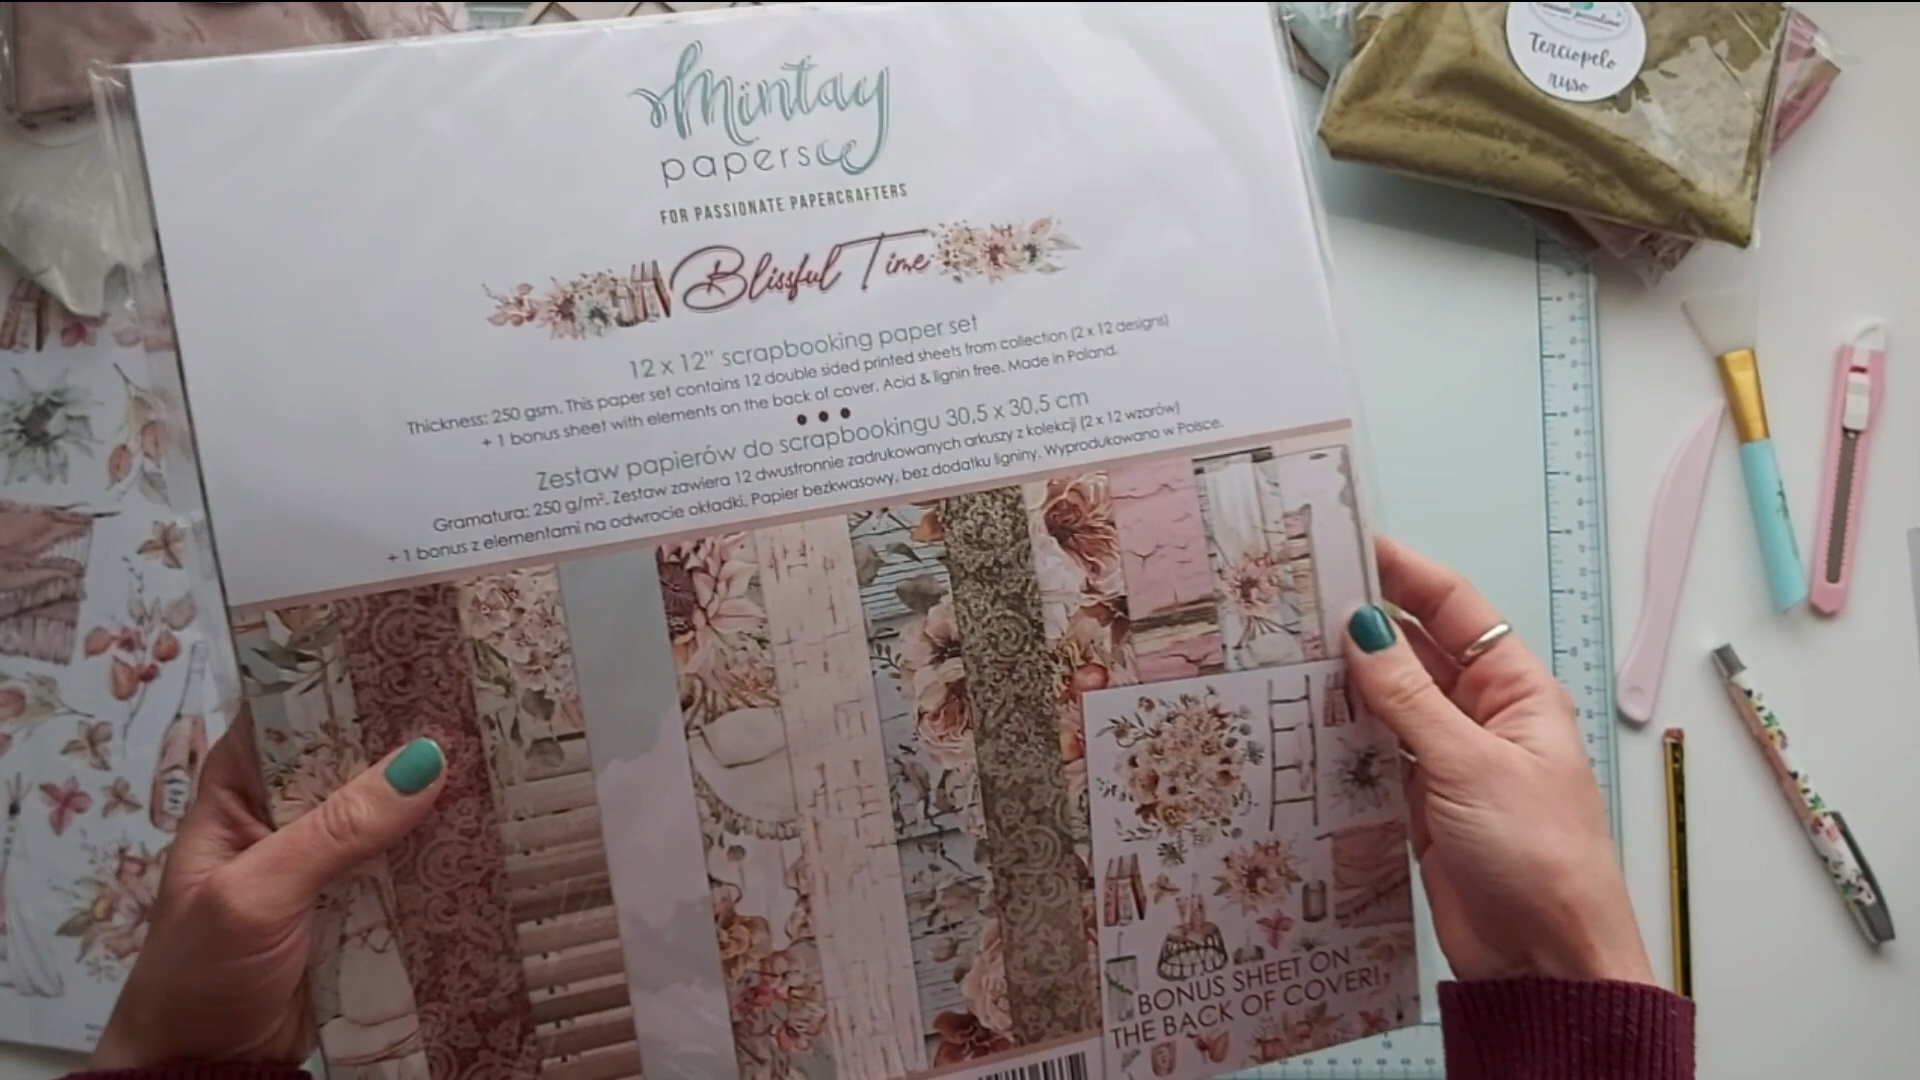 Mintay
papers
FOR PASSIONATE PAPERCRAFTERS
Blissful Time
12 x 12" scrapbooking paper set
Thickness: 250 gsm. This paper set contains 12 double sided printed sheets from collection (2 x 12 designs)
+ 1 bonus sheet with elements on the back of cover. Acid & lignin free. Made in Poland.
Zestaw papierów do scrapbookingu 30,5 x 30,5 cm
Gramatura: 250 g/m². Zestaw zawiera 12 dwustronnie zadrukowanych arkuszy z kolekcji (2 x 12 wzorów)
+ 1 bonus z elementami na odwrocie okładki. Papier bezkwasowy, bez dodatku ligniny. Wyprodukowano w Polsce.
BONUS SHEET ON
THE BACK OF COVER!
Terciopelo
ruso